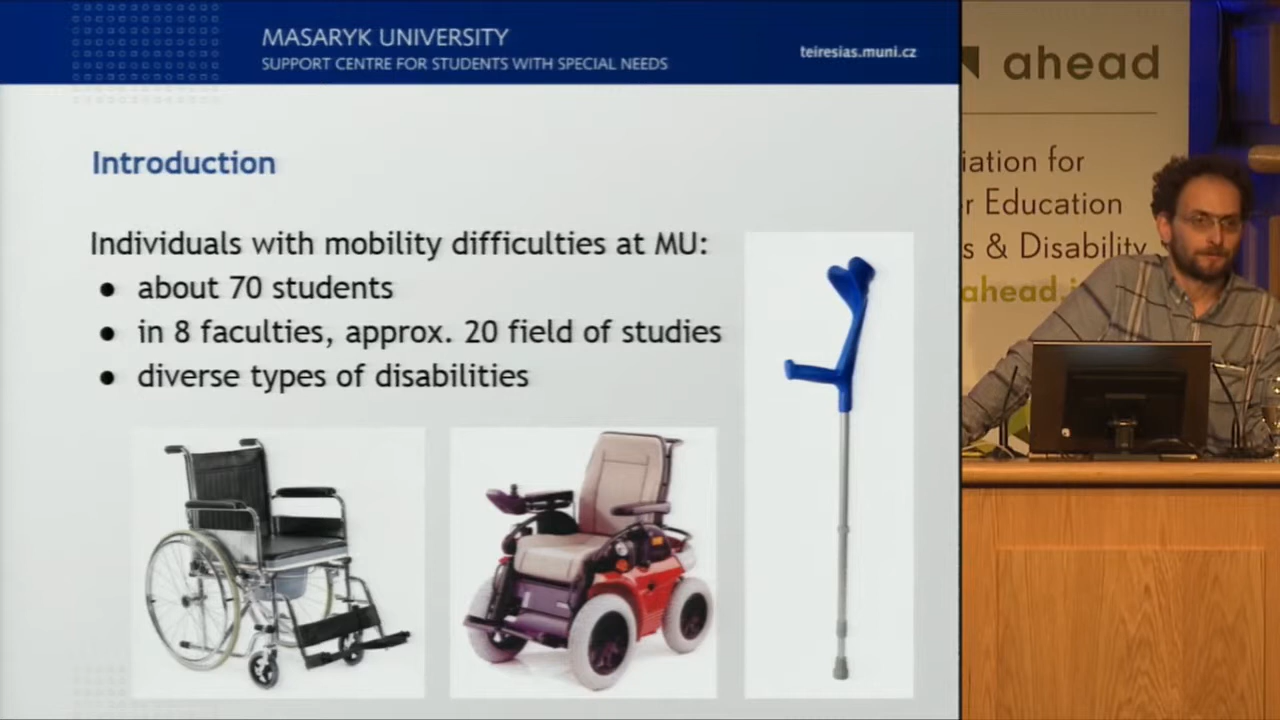 MASARYK UNIVERSITY
SUPPORT CENTRE FOR STUDENTS WITH SPECIAL NEEDS
teiresias.muni.cz
Introduction
Individuals with mobility difficulties at MU:
● about 70 students
● in 8 faculties, approx. 20 field of studies
● diverse types of disabilities
ahead
iation for
r Education
s & Disability
ahead.i